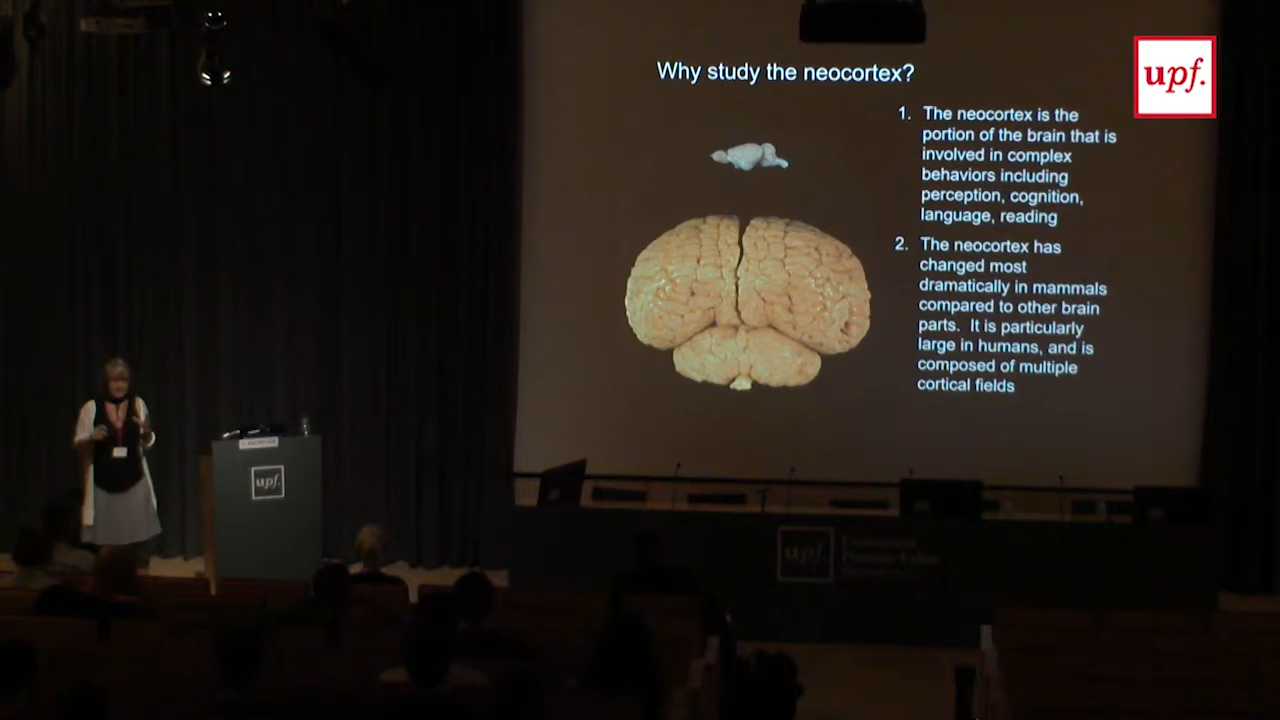 Why study the neocortex?
upf.
1. The neocortex is the
portion of the brain that is
involved in complex
behaviors including
perception, cognition,
language, reading
2. The neocortex has
changed most
dramatically in mammals
compared to other brain
parts. It is particularly
large in humans, and is
composed of multiple
cortical fields
upf.
upf.